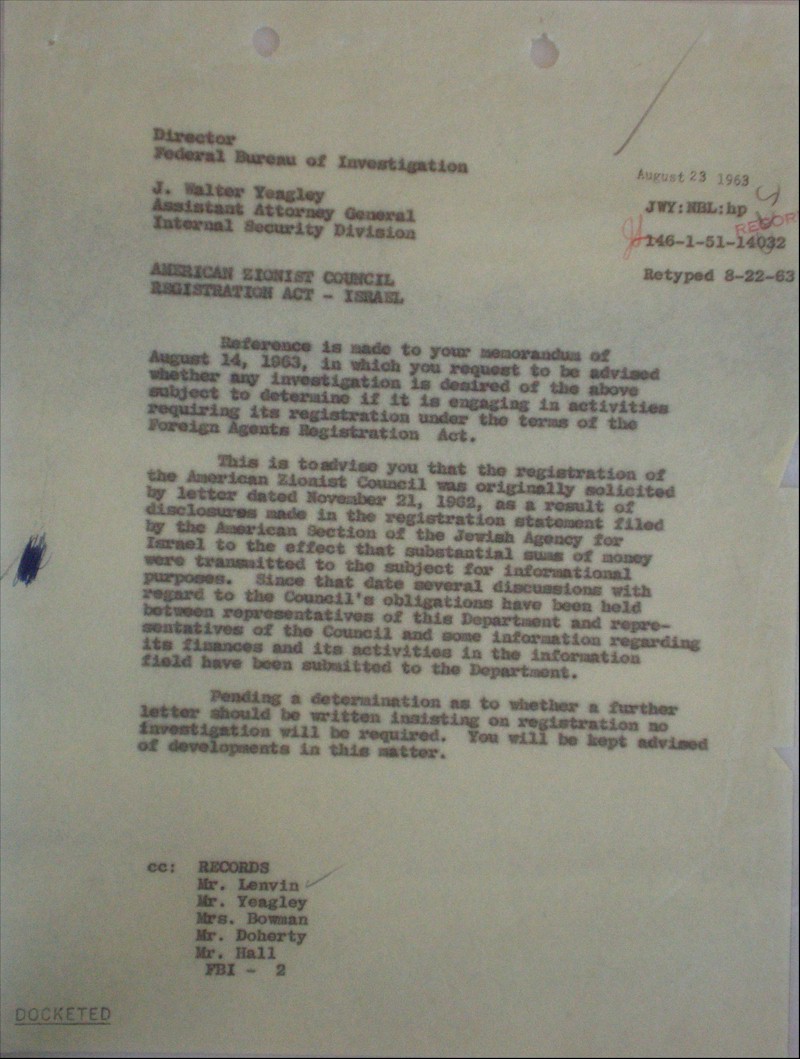 Director
Federal Bureau of Investigation
August 23 1963
J. Walter Yeagley
Assistant Attorney General
Internal Security Division
JWY:NBL:hp
RECOR
146-1-51-14032
Retyped 8-22-63
AMERICAN ZIONIST COUNCIL
REGISTRATION ACT - ISRAEL
Reference is made to your memorandum of
August 14, 1963, in which you request to be advised
whether any investigation is desired of the above
subject to determine if it is engaging in activities
requiring its registration under the terms of the
Foreign Agents Registration Act.
This is toadvise you that the registration of
the American Zionist Council was originally solicited
by letter dated November 21, 1962, as a result of
disclosures made in the registration statement filed
by the American Section of the Jewish Agency for
Israel to the effect that substantial sums of money
were transmitted to the subject for informational
purposes. Since that date several discussions with
regard to the Council's obligations have been held
between representatives of this Department and repre-
sentatives of the Council and some information regarding
its finances and its activities in the information
field have been submitted to the Department.
Pending a determination as to whether a further
letter should be written insisting on registration no
investigation will be required. You will be kept advised
of developments in this matter.
cc: RECORDS
Mr. Lenvin
Mr. Yeagley
Mrs. Bowman
Mr. Doherty
Mr. Hall
FBI - 2
DOCKETED